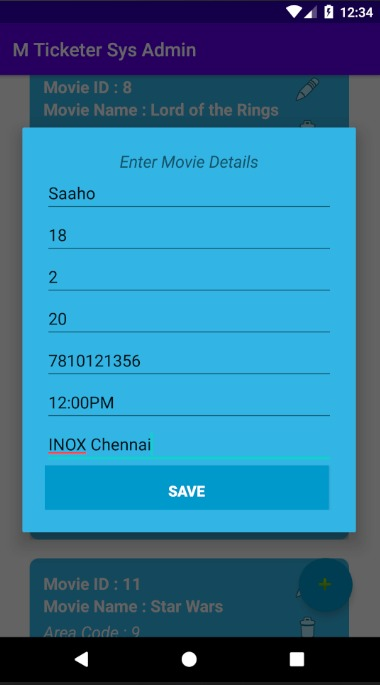 12:34
M Ticketer Sys Admin
Movie ID : 8
Movie Name : Lord of the Rings
Enter Movie Details
Saaho
18
2
20
7810121356
12:00PM
INOX Chennai
SAVE
Movie ID : 11
Movie Name : Star Wars
Area Code : 9